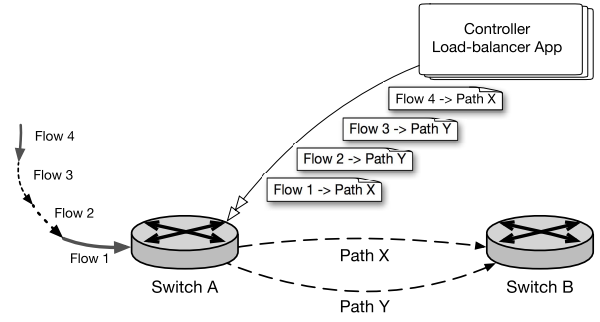 Controller
Load-balancer App
Flow 4 -> Path X
Flow 3 -> Path Y
Flow 2 -> Path Y
Flow 1 -> Path X
Flow 4
Flow 3
Flow 2
Flow 1
Path X
Switch A
Switch B
Path Y